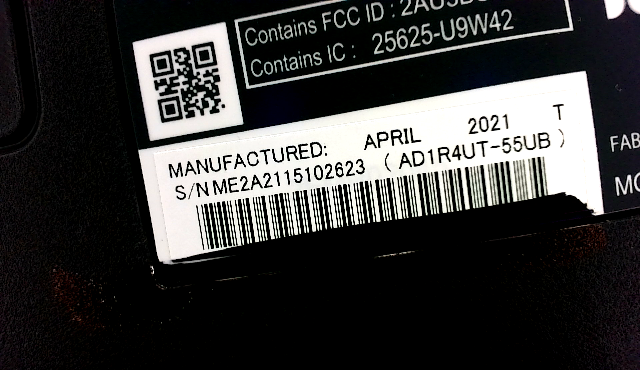 Contains FCC ID :
Contains IC : 25625-U9W42
MANUFACTURED: APRIL 2021 T
S/N ME2A2115102623 ( AD1R4UT-55UB )